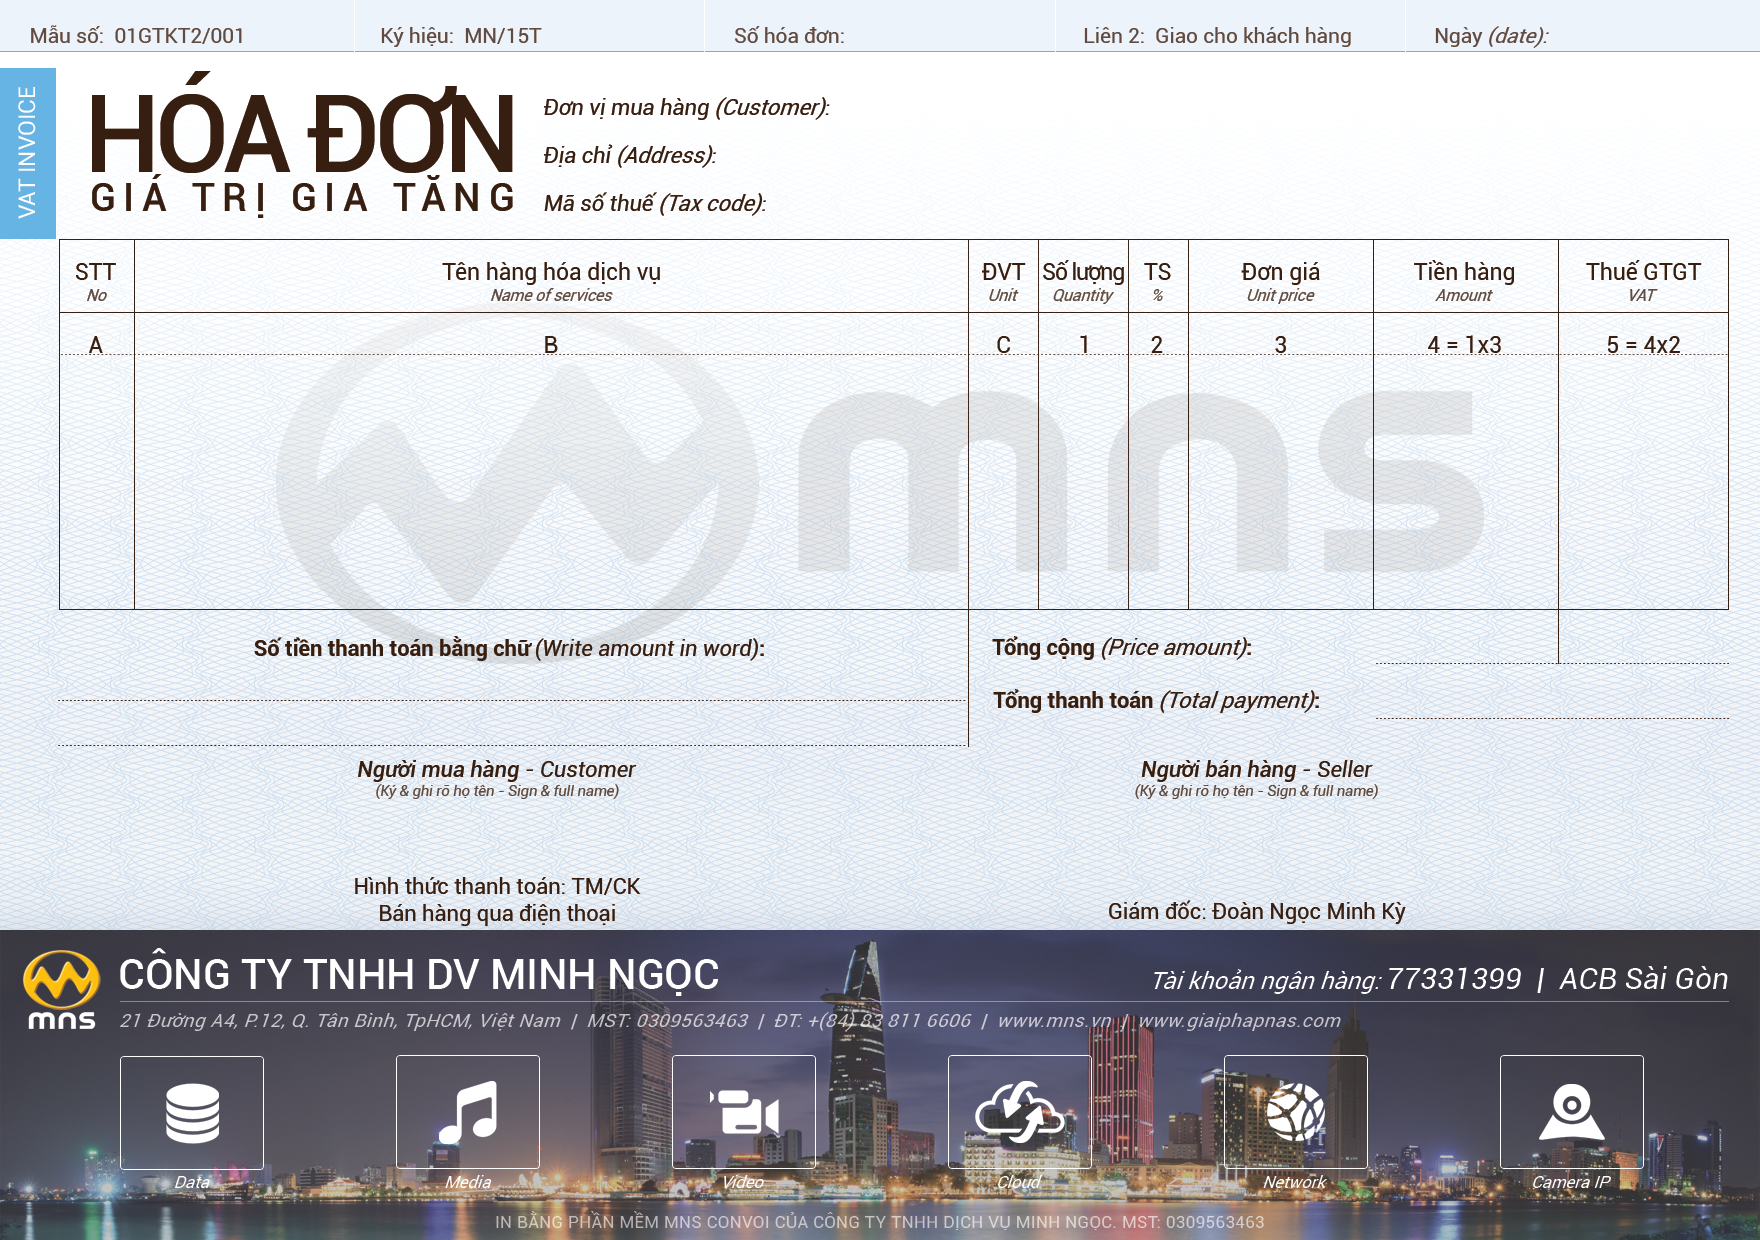 Mẫu số: 01GTKT2/001
Ký hiệu: MN/15T
Số hóa đơn:
Liên 2: Giao cho khách hàng
Ngày (date):
VAT INVOICE
HÓA ĐƠN
GIÁ TRỊ GIA TĂNG
Đơn vị mua hàng (Customer):
Địa chỉ (Address):
Mã số thuế (Tax code):
STT Tên hàng hóa dịch vụ ĐVT Số lượng TS Đơn giá Tiền hàng Thuế GTGT
No Name of services Unit Quantity % Unit price Amount VAT
A B C 1 2 3 4 = 1x3 5 = 4x2
mns
Số tiền thanh toán bằng chữ (Write amount in word):
Tổng cộng (Price amount):
Tổng thanh toán (Total payment):
Người mua hàng - Customer
(Ký & ghi rõ họ tên - Sign & full name)
Người bán hàng - Seller
(Ký & ghi rõ họ tên - Sign & full name)
Hình thức thanh toán: TM/CK
Bán hàng qua điện thoại
Giám đốc: Đoàn Ngọc Minh Kỳ
mns
CÔNG TY TNHH DV MINH NGỌC
Tài khoản ngân hàng: 77331399 | ACB Sài Gòn
21 Đường A4, P.12, Q. Tân Bình, TpHCM, Việt Nam | MST: 0309563463 | ĐT: +(84) 83 811 6606 | www.mns.vn | www.giaiphapnas.com
Data Media Video Cloud Network Camera IP
IN BẰNG PHẦN MỀM MNS CONVOI CỦA CÔNG TY TNHH DỊCH VỤ MINH NGỌC. MST: 0309563463